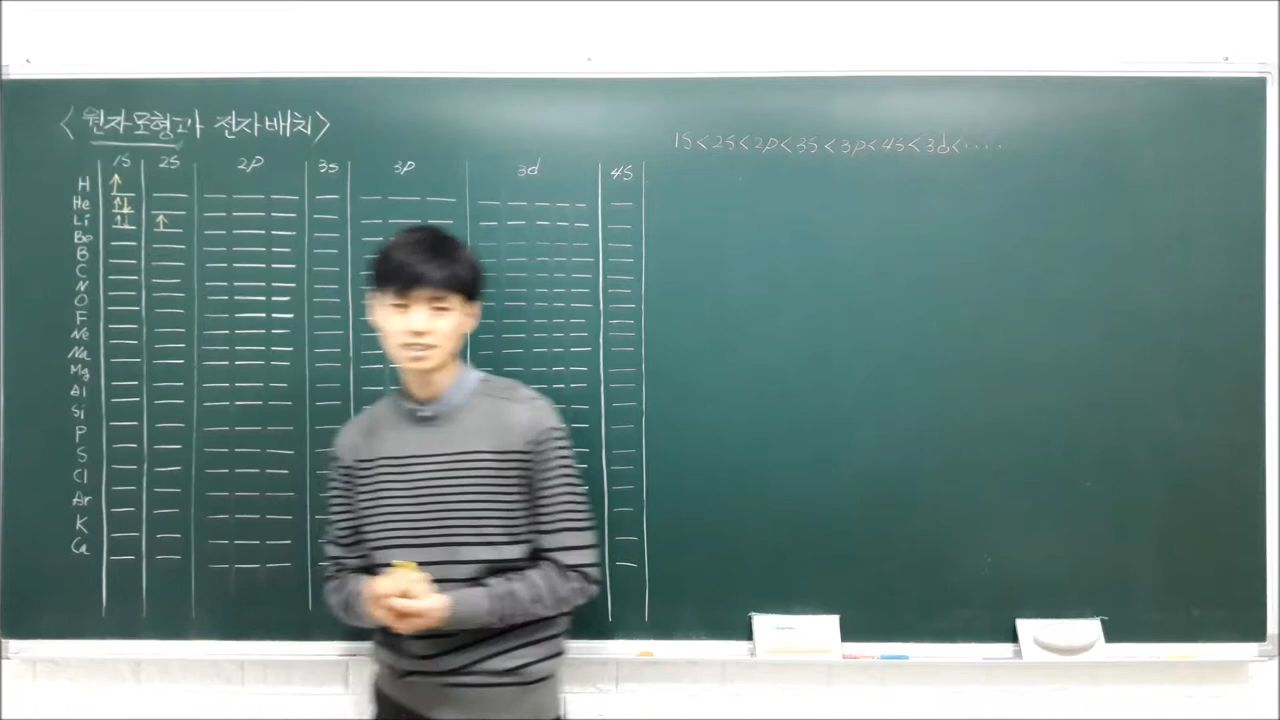 <원자모형과 전자배치>
1s<2s<2p<3s<3p<4s<3d<‥‥
1s 2s 2p 3s 3p 3d 4s
H ↑
He ↑↓
Li ↑↓ ↑
Be
B
C
N
O
F
Ne
Na
Mg
Al
Si
P
S
Cl
Ar
K
Ca